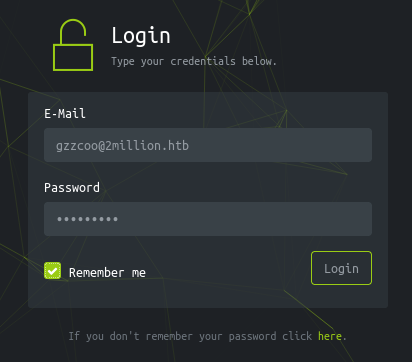 Login
Type your credentials below.
E-Mail
gzzcoo@2million.htb
Password
•••••••••
Remember me
Login
If you don't remember your password click here.